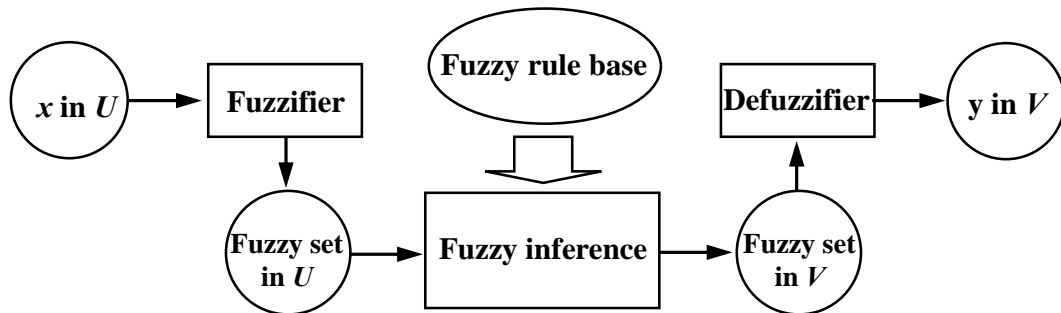 x in U
Fuzzifier
Fuzzy rule base
Defuzzifier
y in V
Fuzzy set
in U
Fuzzy inference
Fuzzy set
in V